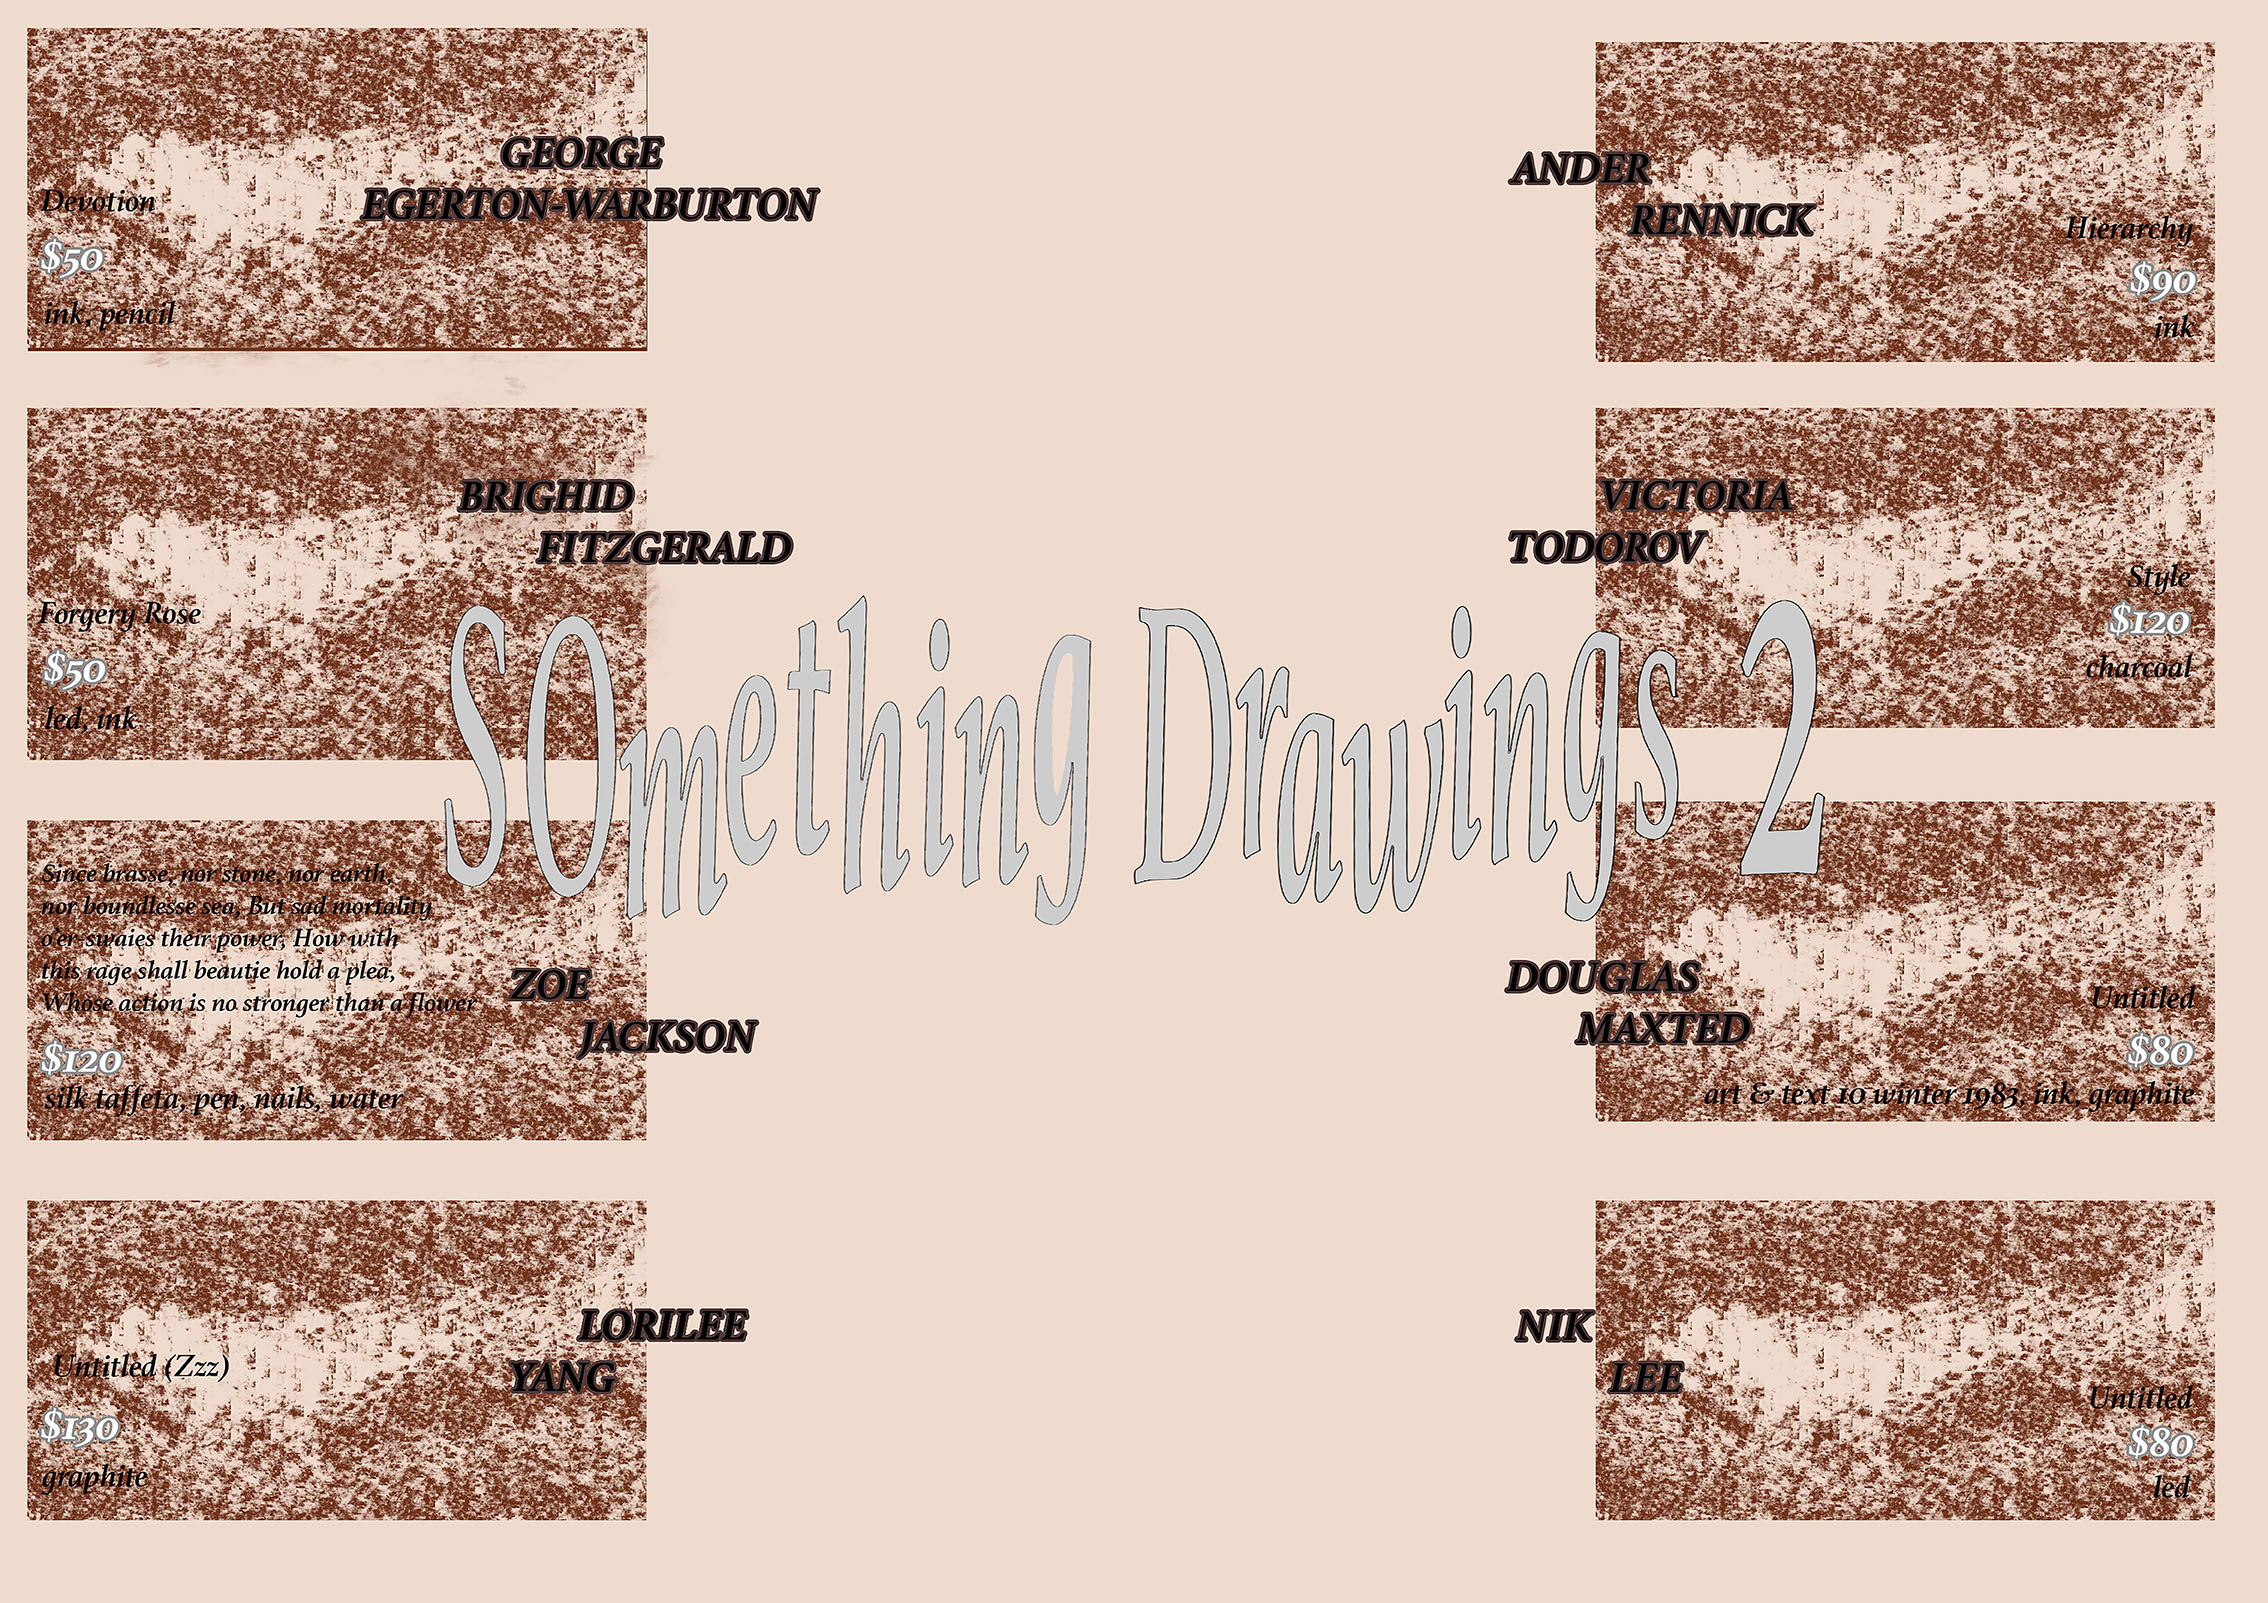 GEORGE
EGERTON-WARBURTON
Devotion
$50
ink, pencil
BRIGHID
FITZGERALD
Forgery Rose
$50
led, ink
Since brasse, nor stone, nor earth,
nor boundlesse sea, But sad mortality
o'er-swaies their power, How with
this rage shall beautie hold a plea,
Whose action is no stronger than a flower
ZOE
JACKSON
$120
silk taffeta, pen, nails, water
LORILEE
YANG
Untitled (Zzz)
$130
graphite
SOmething Drawings 2
ANDER
RENNICK
Hierarchy
$90
ink
VICTORIA
TODOROV
Style
$120
charcoal
DOUGLAS
MAXTED
Untitled
$80
art & text 10 winter 1983, ink, graphite
NIK
LEE
Untitled
$80
led